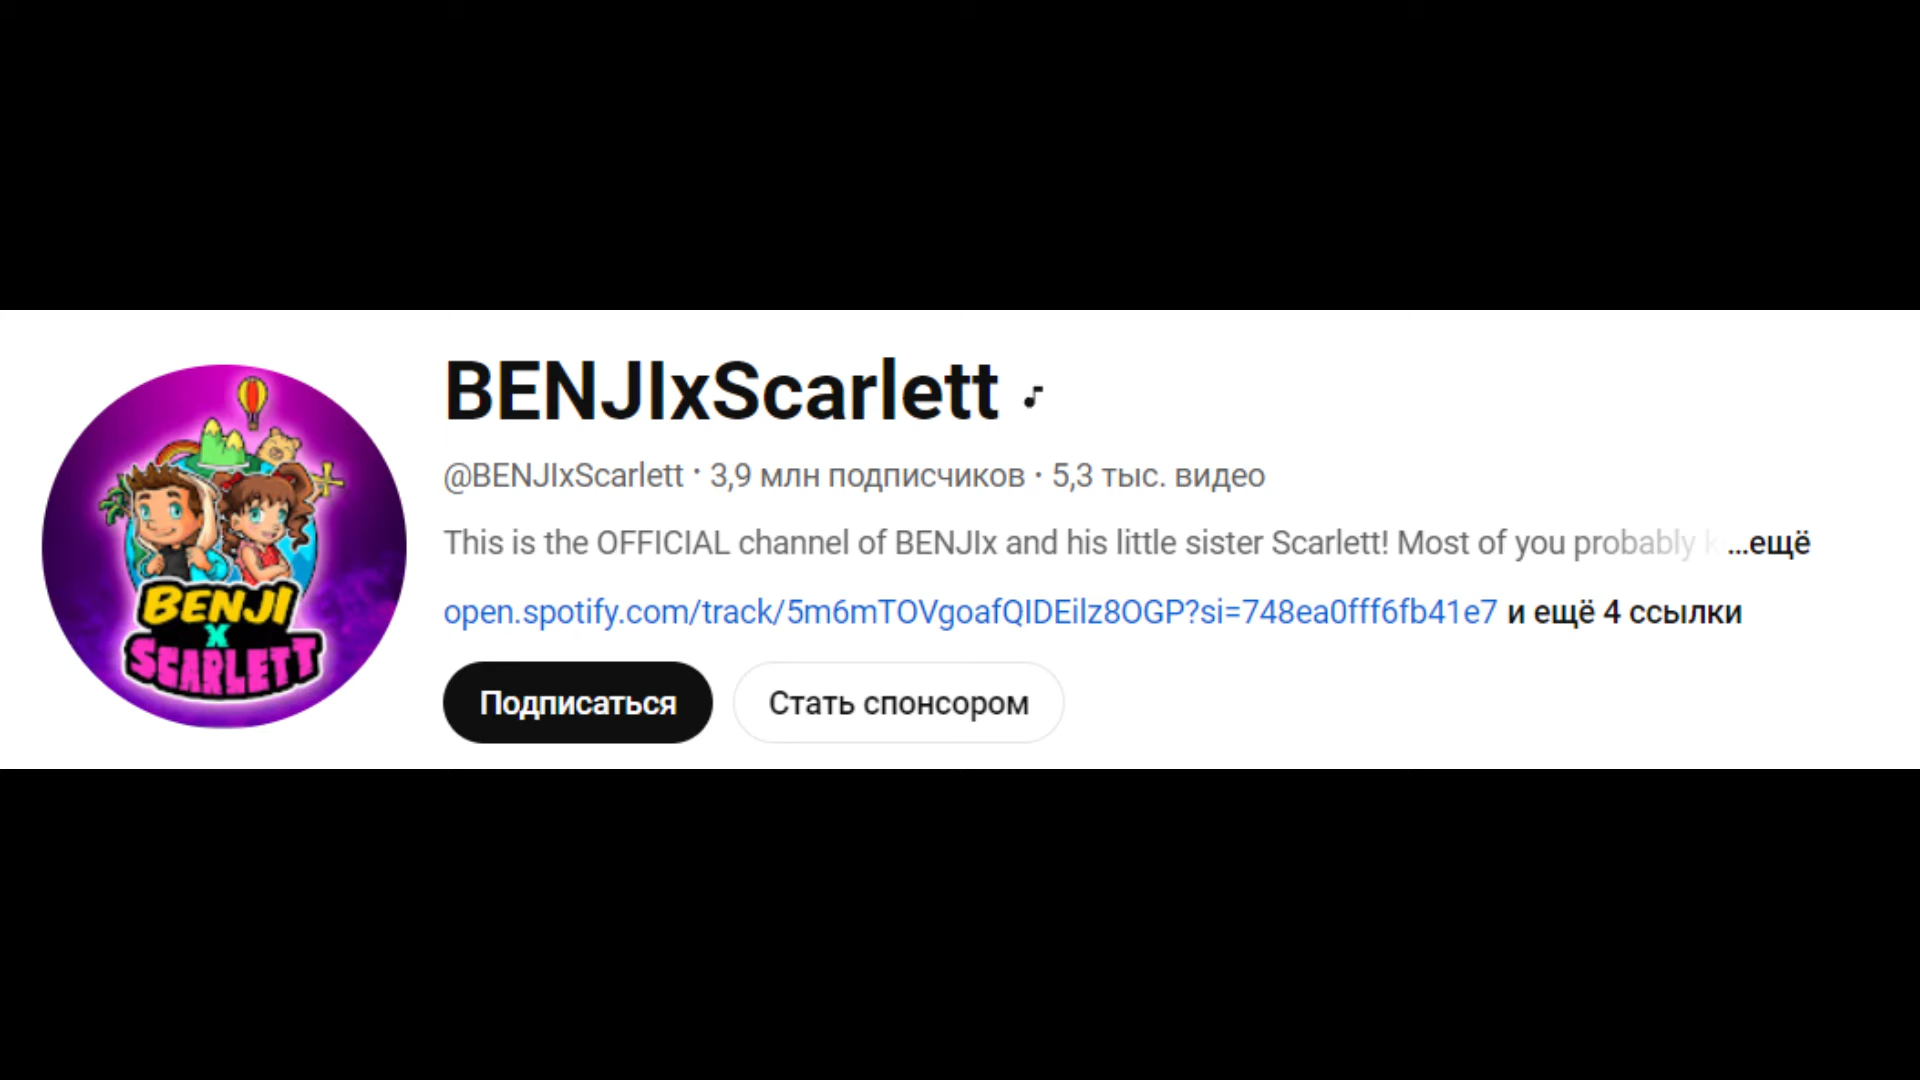 BENJIxScarlett
@BENJIxScarlett • 3,9 млн подписчиков • 5,3 тыс. видео
This is the OFFICIAL channel of BENJIx and his little sister Scarlett! Most of you probably ...ещё
open.spotify.com/track/5m6mTOVgoafQIDEilz8OGP?si=748ea0fff6fb41e7 и ещё 4 ссылки
Подписаться Стать спонсором
BENJI
X
SCARLETT